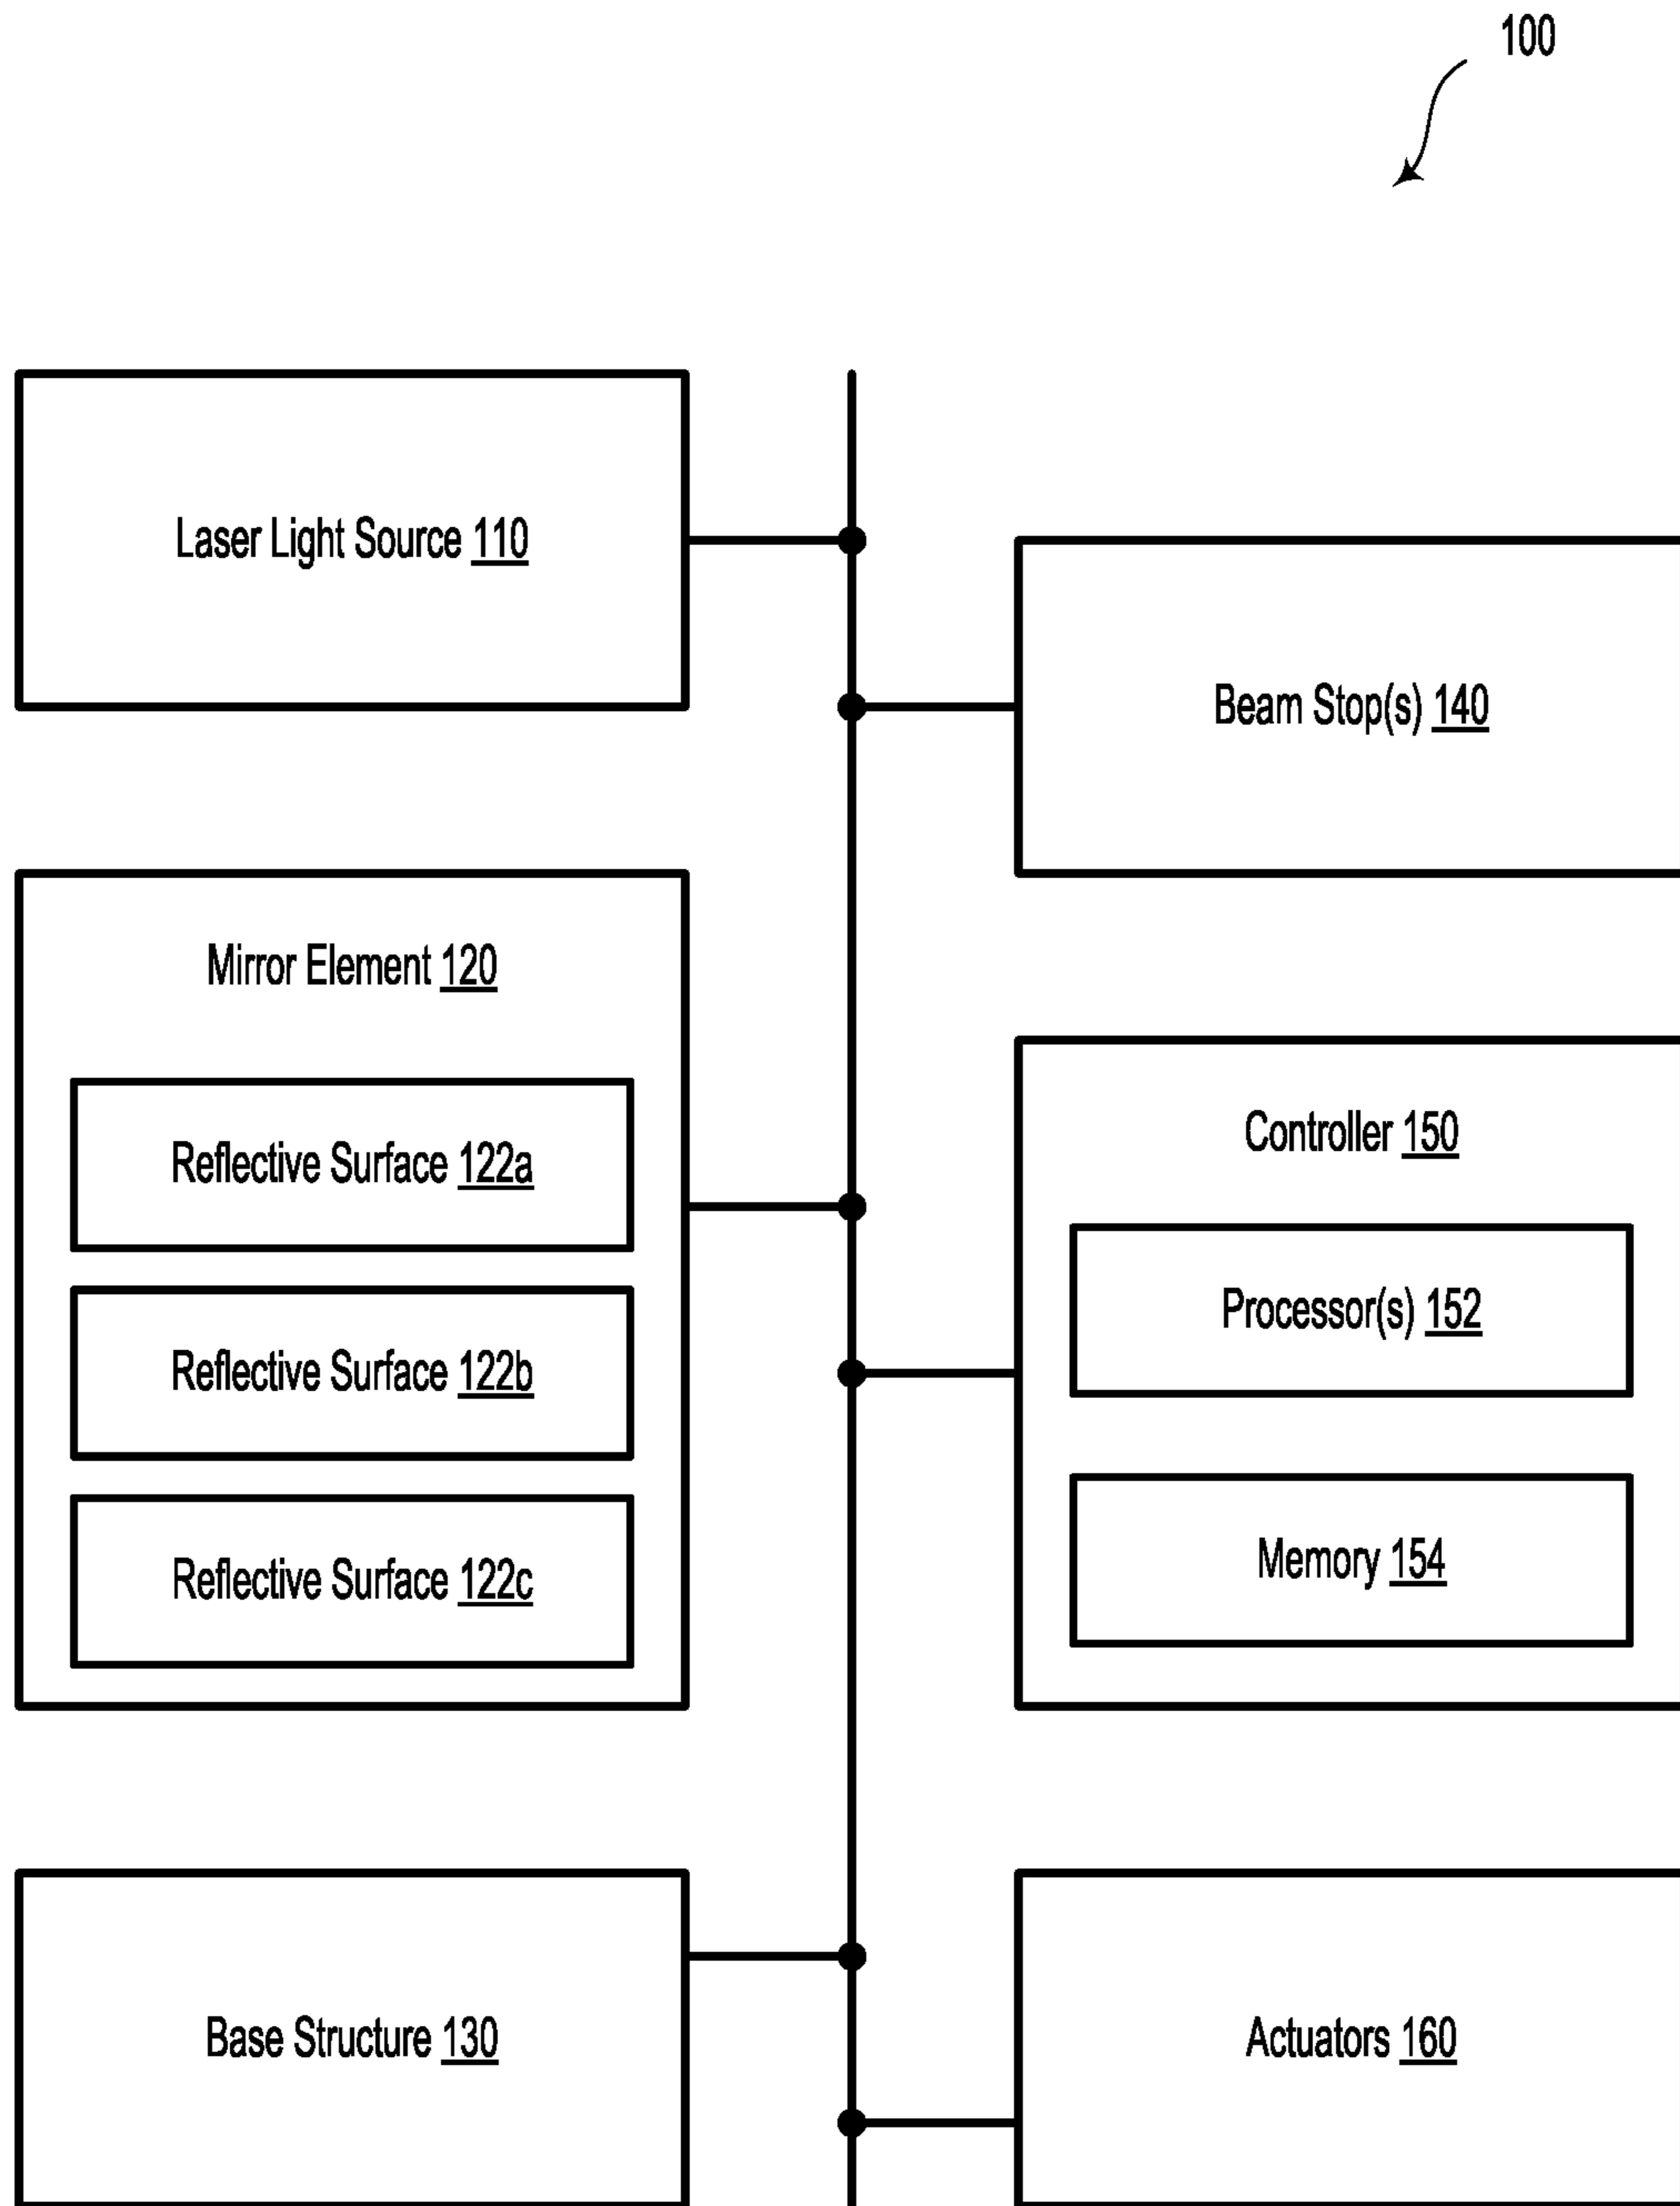 100
Laser Light Source 110
Beam Stop(s) 140
Mirror Element 120
Reflective Surface 122a
Reflective Surface 122b
Reflective Surface 122c
Controller 150
Processor(s) 152
Memory 154
Base Structure 130
Actuators 160